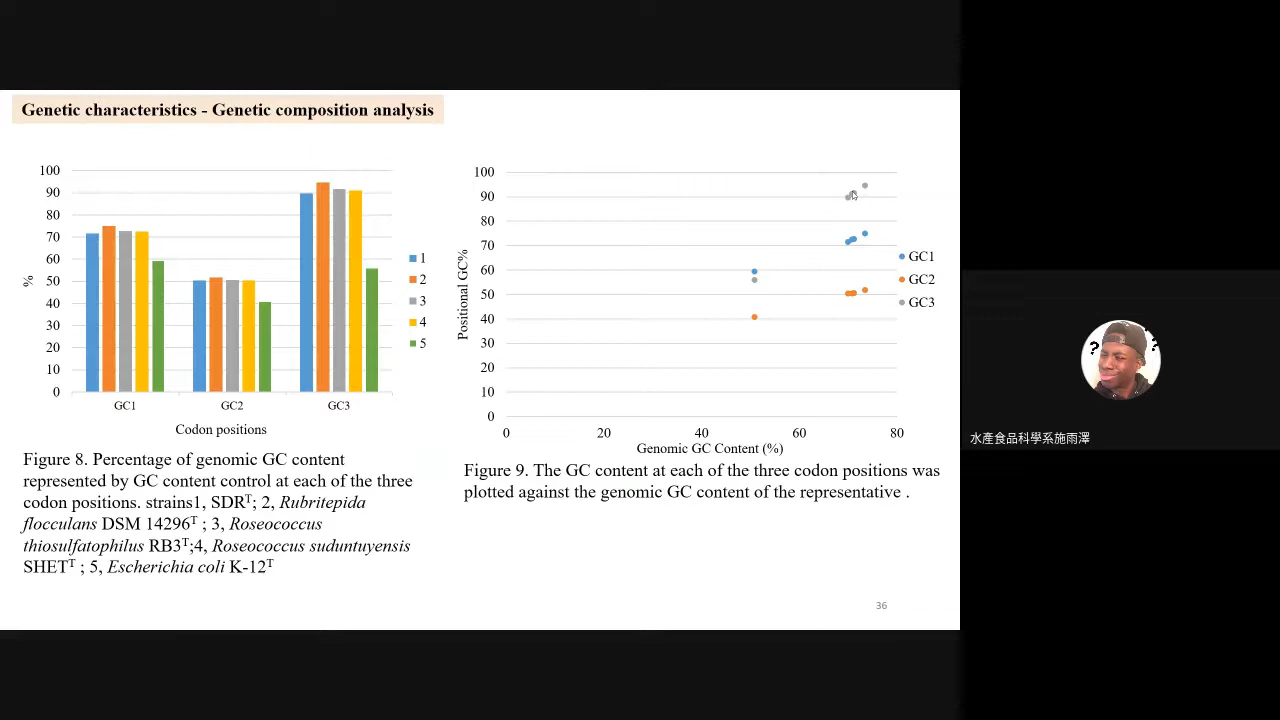 Genetic characteristics - Genetic composition analysis
100
90
80
70
60
50
40
30
20
10
0
%
GC1
GC2
GC3
Codon positions
1
2
3
4
5
Figure 8. Percentage of genomic GC content
represented by GC content control at each of the three
codon positions. strains1, SDRᵀ; 2, Rubritepida
flocculans DSM 14296ᵀ ; 3, Roseococcus
thiosulfatophilus RB3ᵀ;4, Roseococcus suduntuyensis
SHETᵀ ; 5, Escherichia coli K-12ᵀ
100
90
80
70
60
50
40
30
20
10
0
Positional GC%
0
20
40
60
80
Genomic GC Content (%)
GC1
GC2
GC3
Figure 9. The GC content at each of the three codon positions was
plotted against the genomic GC content of the representative .
36
? ?
水產食品科學系施雨澤